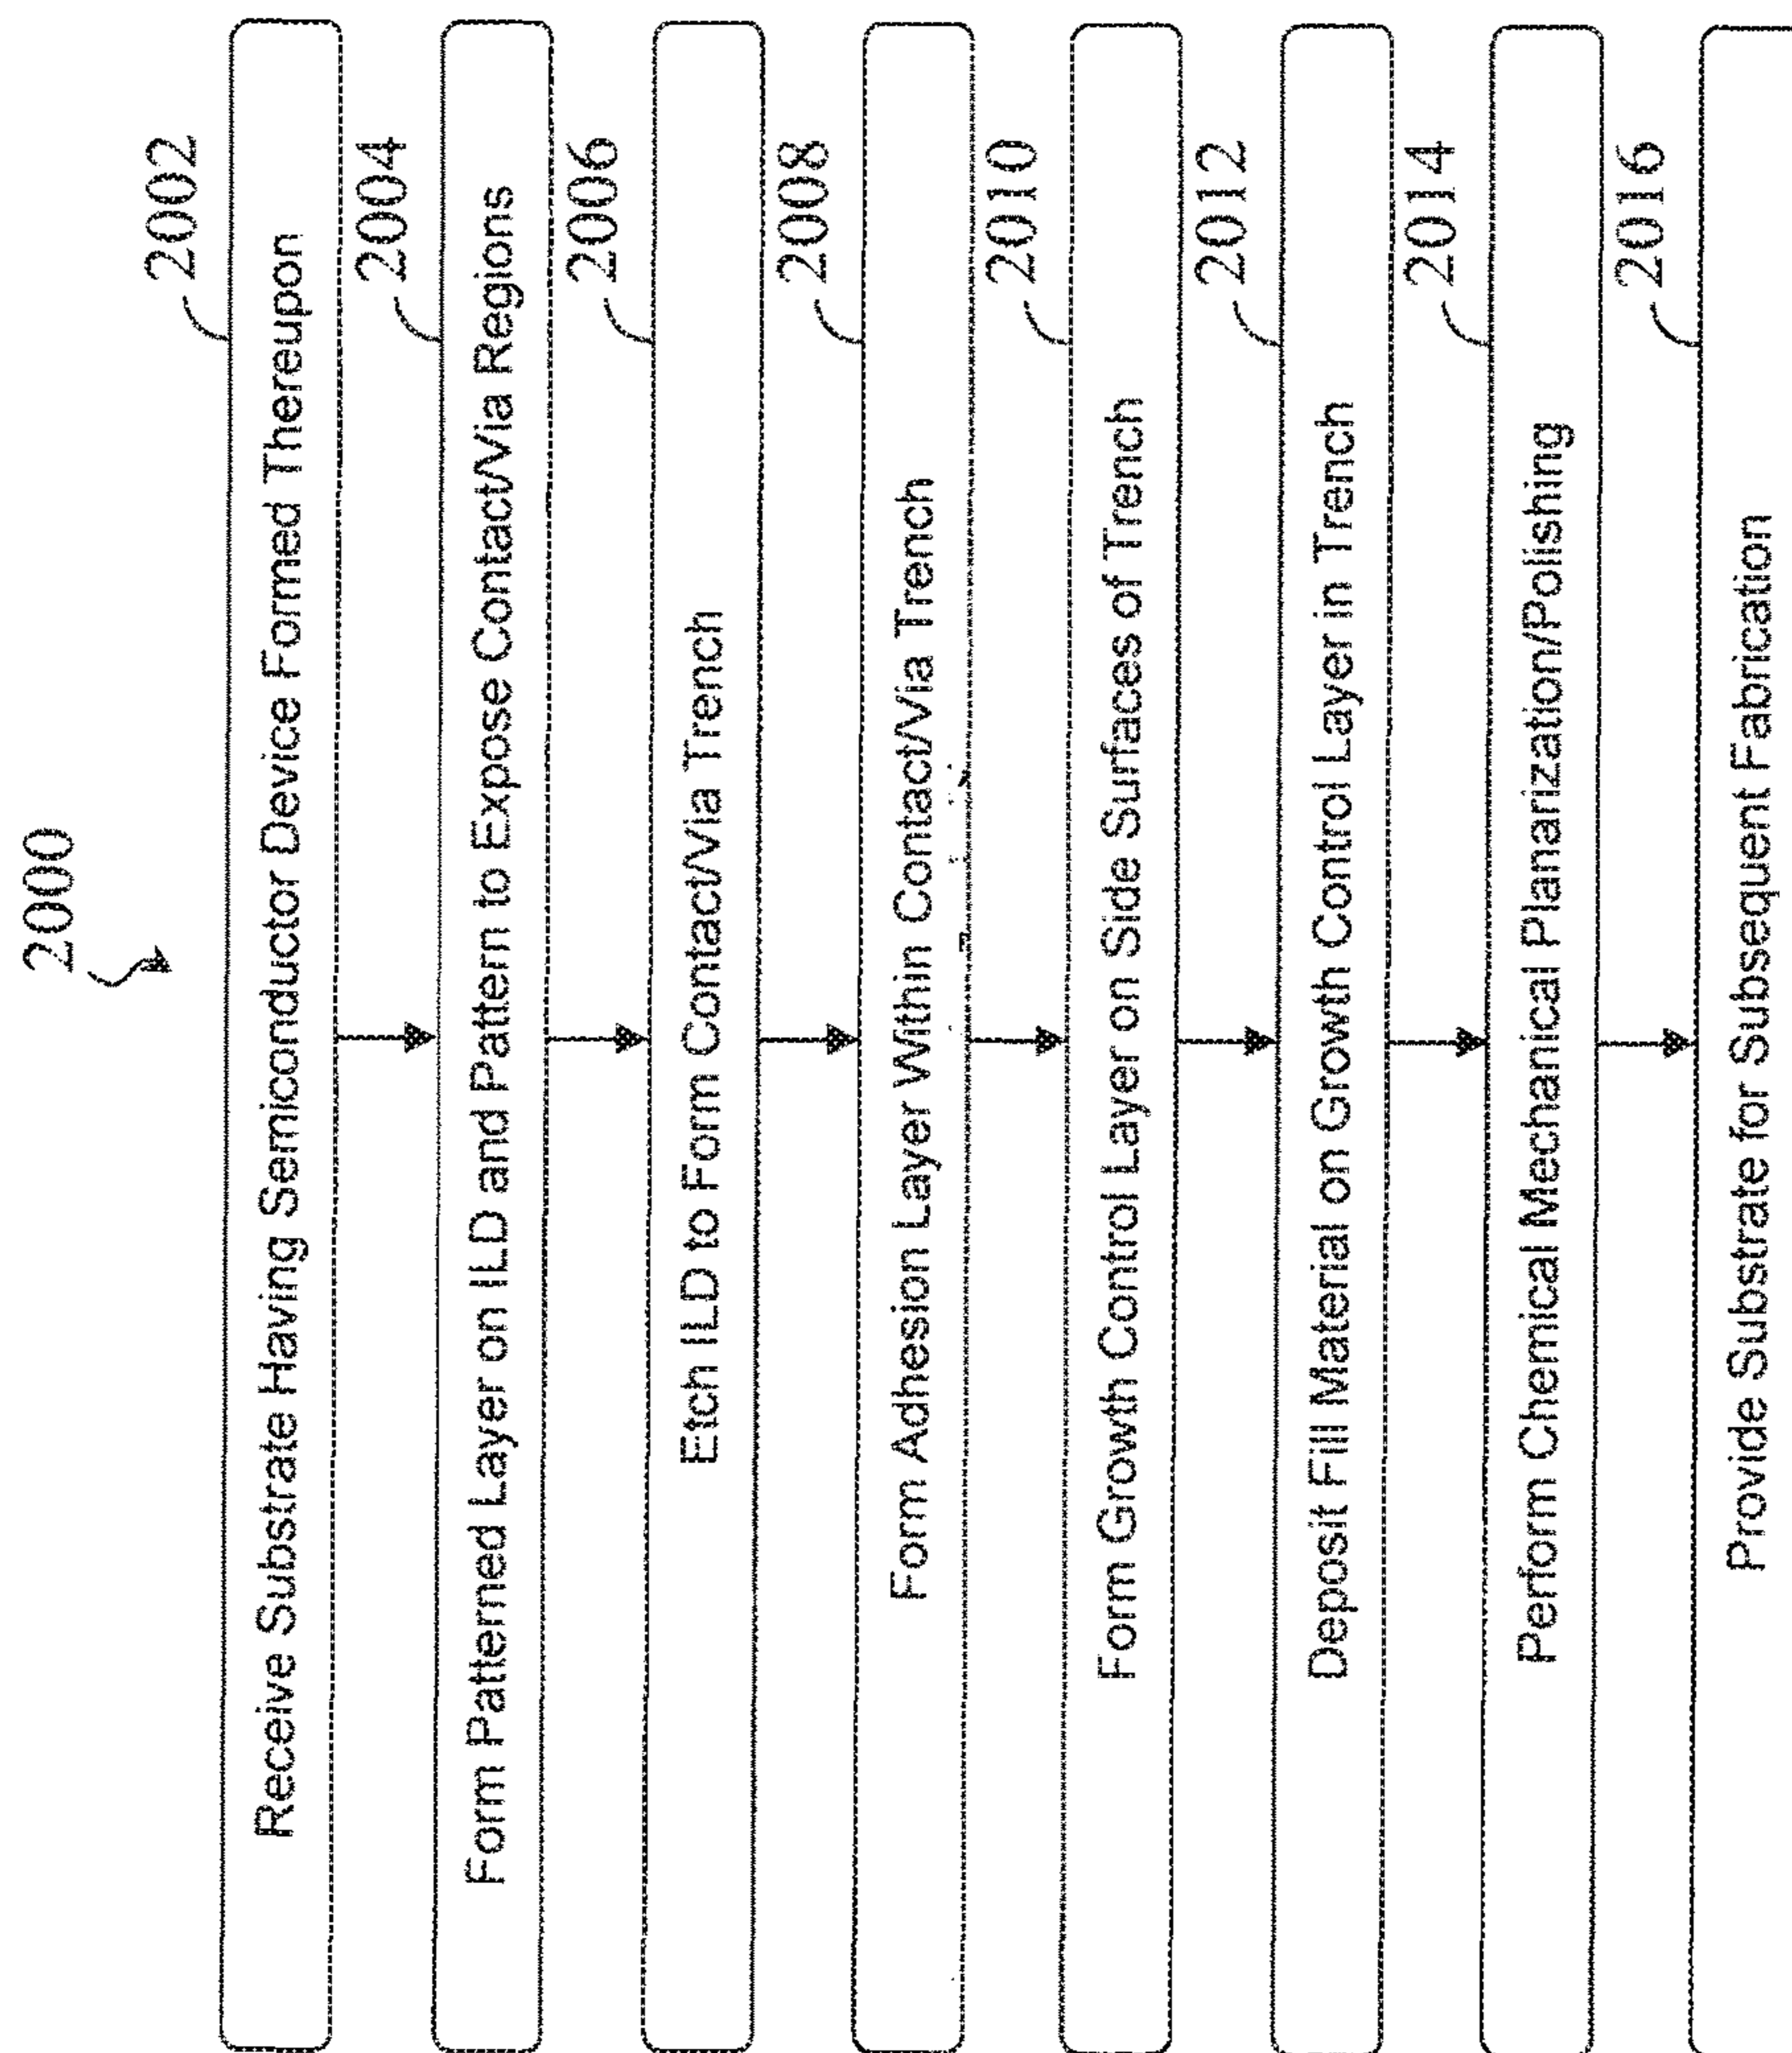 2000
2002
Receive Substrate Having Semiconductor Device Formed Thereupon
2004
Form Patterned Layer on ILD and Pattern to Expose Contact/Via Regions
2006
Etch ILD to Form Contact/Via Trench
2008
Form Adhesion Layer Within Contact/Via Trench
2010
Form Growth Control Layer on Side Surfaces of Trench
2012
Deposit Fill Material on Growth Control Layer in Trench
2014
Perform Chemical Mechanical Planarization/Polishing
2016
Provide Substrate for Subsequent Fabrication